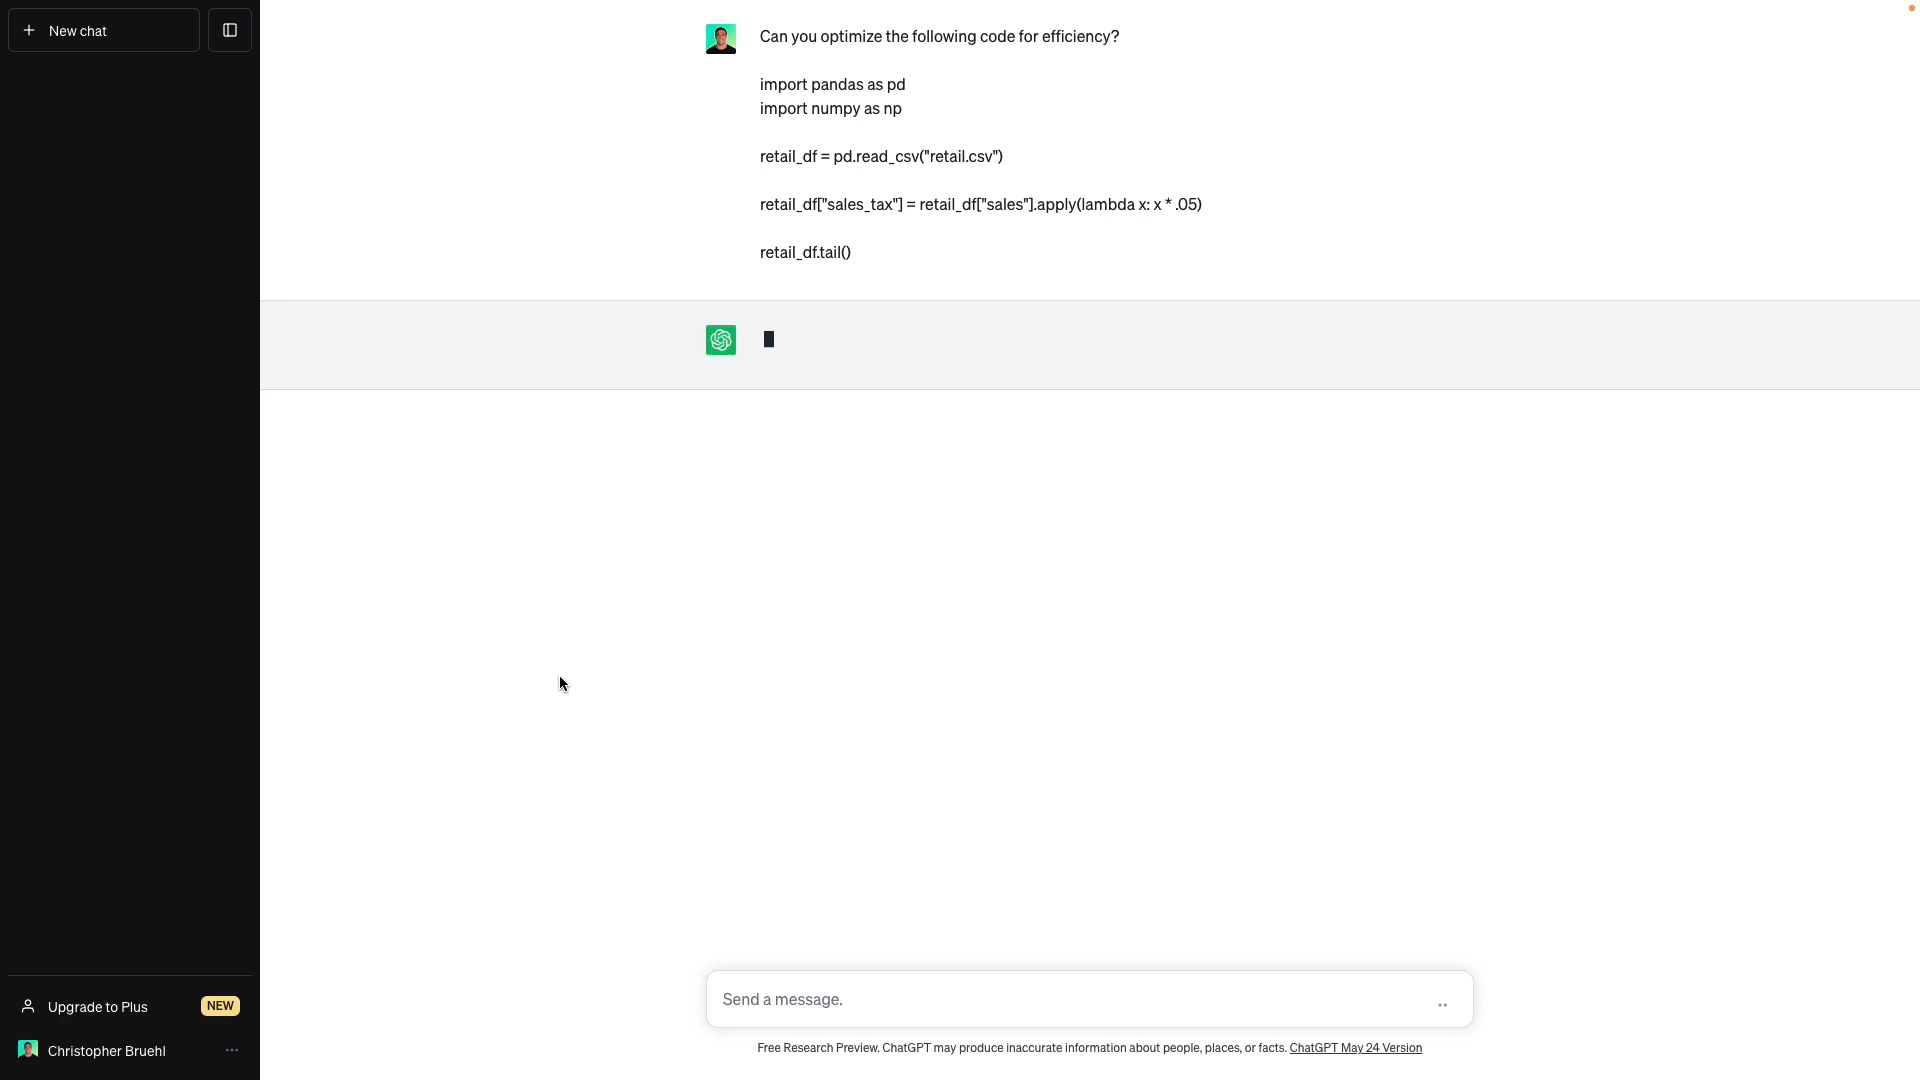 New chat
Can you optimize the following code for efficiency?
import pandas as pd
import numpy as np
retail_df = pd.read_csv("retail.csv")
retail_df["sales_tax"] = retail_df["sales"].apply(lambda x: x * .05)
retail_df.tail()
Send a message.
Free Research Preview. ChatGPT may produce inaccurate information about people, places, or facts. ChatGPT May 24 Version
Upgrade to Plus NEW
Christopher Bruehl